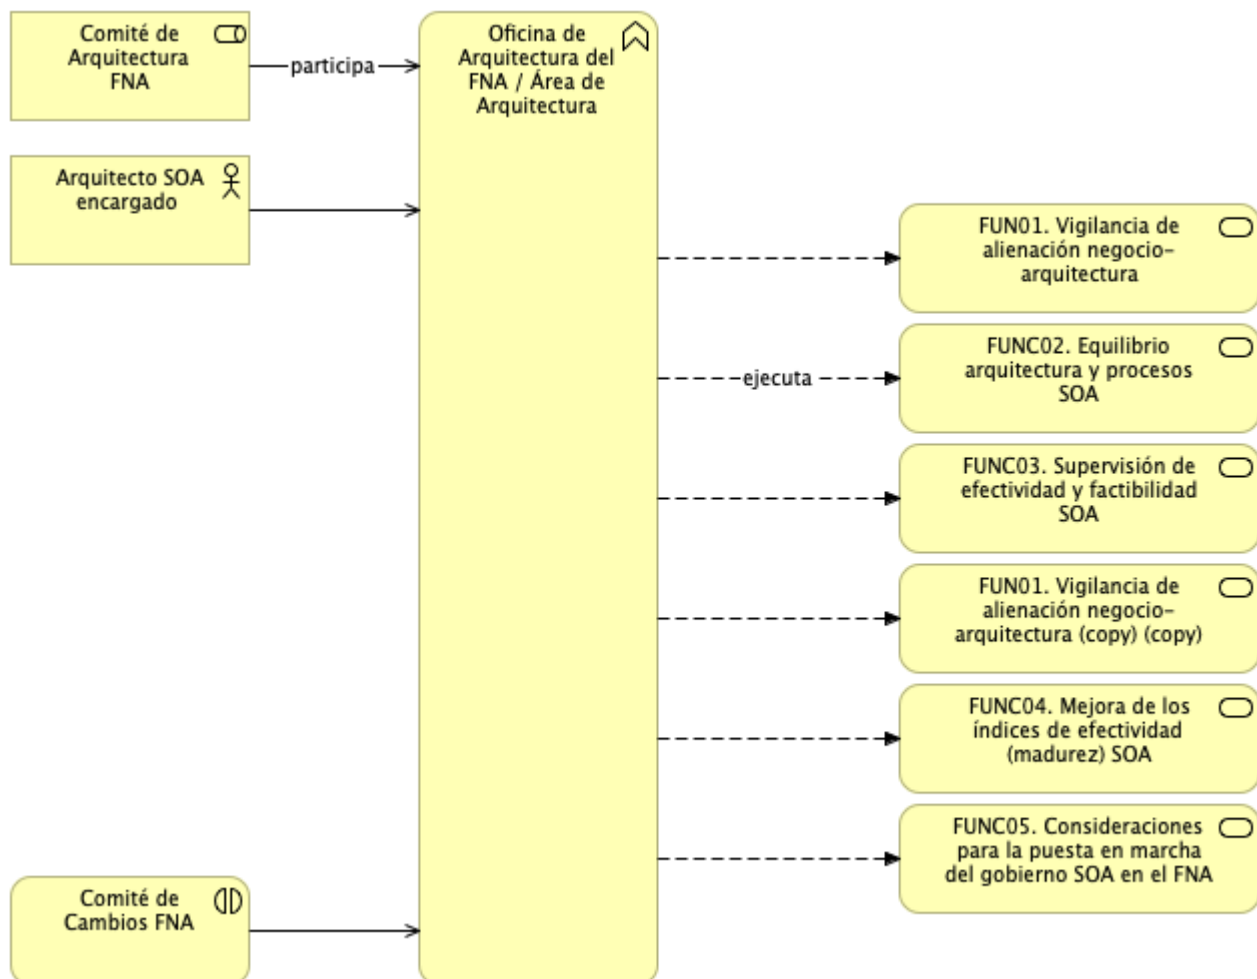 Comité de
Arquitectura
FNA
participa
Oficina de
Arquitectura del
FNA / Área de
Arquitectura
Arquitecto SOA
encargado
FUN01. Vigilancia de
alienación negocio-
arquitectura
ejecuta
FUNC02. Equilibrio
arquitectura y procesos
SOA
FUNC03. Supervisión de
efectividad y factibilidad
SOA
FUN01. Vigilancia de
alienación negocio-
arquitectura (copy) (copy)
FUNC04. Mejora de los
índices de efectividad
(madurez) SOA
FUNC05. Consideraciones
para la puesta en marcha
del gobierno SOA en el FNA
Comité de
Cambios FNA